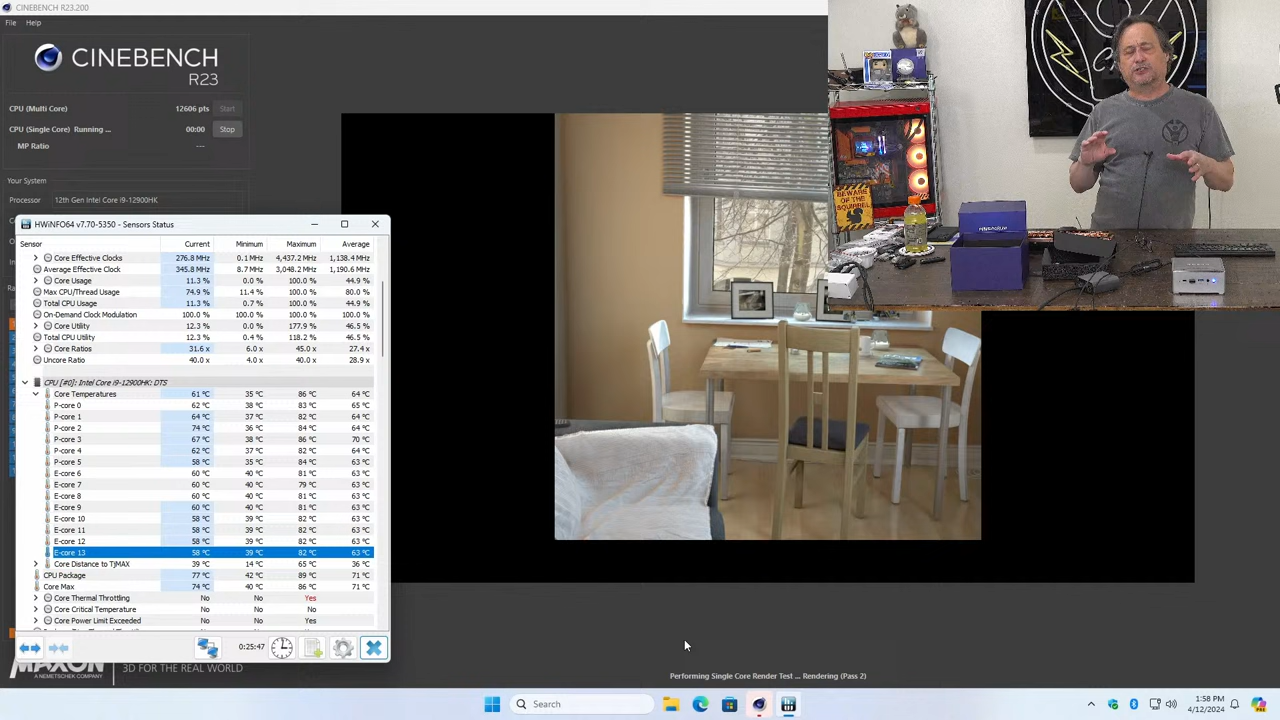 CINEBENCH R23.200
File Help
CINEBENCH
R23
CPU (Multi Core) 12606 pts Start
CPU (Single Core) Running ... 00:00 Stop
MP Ratio ---
Your System
Processor 12th Gen Intel Core i9-12900HK
HWiNFO64 v7.70-5350 - Sensors Status
Sensor Current Minimum Maximum Average
Core Effective Clocks 276.8 MHz 0.1 MHz 4,437.2 MHz 1,138.4 MHz
Average Effective Clock 345.8 MHz 8.7 MHz 3,048.2 MHz 1,190.6 MHz
Core Usage 11.3 % 0.0 % 100.0 % 44.9 %
Max CPU/Thread Usage 74.9 % 11.4 % 100.0 % 80.0 %
Total CPU Usage 11.3 % 0.7 % 100.0 % 44.9 %
On-Demand Clock Modulation 100.0 % 100.0 % 100.0 % 100.0 %
Core Utility 12.3 % 0.0 % 177.9 % 46.5 %
Total CPU Utility 12.3 % 0.4 % 118.2 % 46.5 %
Core Ratios 31.6 x 6.0 x 45.0 x 27.4 x
Uncore Ratio 40.0 x 4.0 x 40.0 x 28.9 x
CPU [#0]: Intel Core i9-12900HK: DTS
Core Temperatures 61 °C 35 °C 86 °C 64 °C
P-core 0 62 °C 38 °C 83 °C 65 °C
P-core 1 64 °C 37 °C 82 °C 64 °C
P-core 2 74 °C 36 °C 84 °C 64 °C
P-core 3 67 °C 38 °C 86 °C 70 °C
P-core 4 62 °C 37 °C 82 °C 64 °C
P-core 5 58 °C 35 °C 84 °C 63 °C
E-core 6 60 °C 40 °C 81 °C 63 °C
E-core 7 60 °C 40 °C 79 °C 63 °C
E-core 8 60 °C 40 °C 81 °C 63 °C
E-core 9 60 °C 40 °C 81 °C 63 °C
E-core 10 58 °C 39 °C 82 °C 63 °C
E-core 11 58 °C 39 °C 82 °C 63 °C
E-core 12 58 °C 39 °C 82 °C 63 °C
E-core 13 58 °C 39 °C 82 °C 63 °C
Core Distance to TjMAX 39 °C 14 °C 65 °C 36 °C
CPU Package 77 °C 42 °C 89 °C 71 °C
Core Max 74 °C 40 °C 86 °C 71 °C
Core Thermal Throttling No No Yes
Core Critical Temperature No No No
Core Power Limit Exceeded No No Yes
0:25:47
MAXON
A NEMETSCHEK COMPANY
3D FOR THE REAL WORLD
Performing Single Core Render Test ... Rendering (Pass 2)
BEWARE
OF THE
SQUIRREL
Search
1:58 PM
4/12/2024